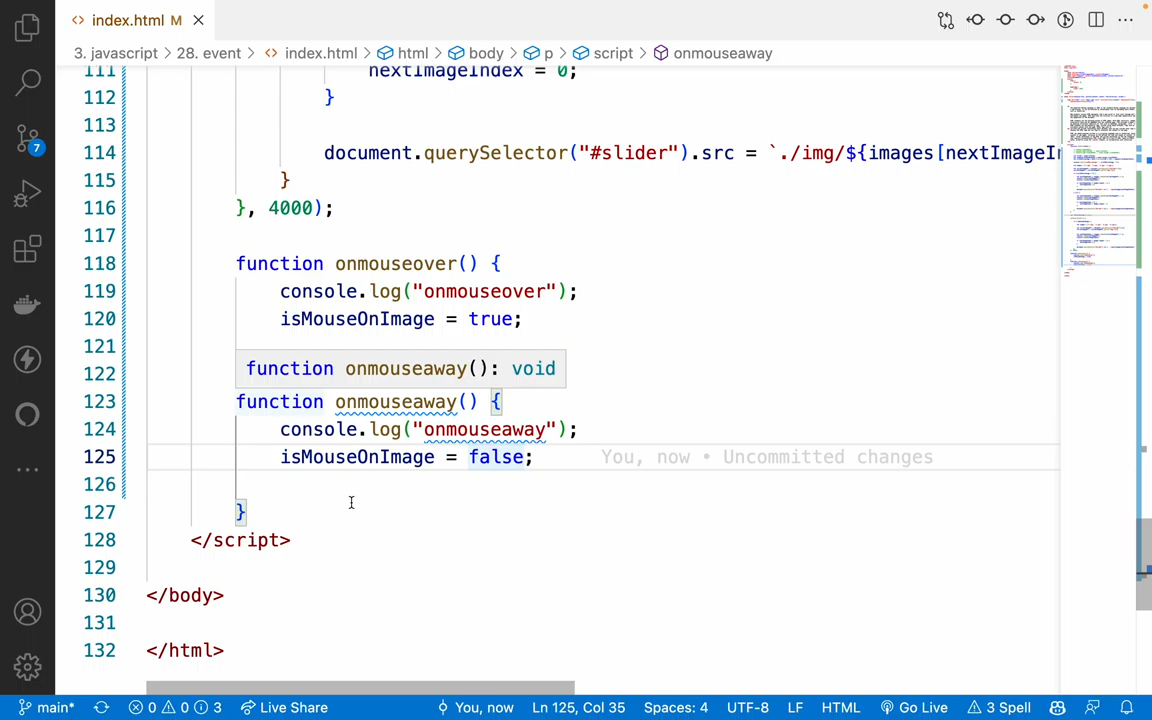 index.html M
3. javascript > 28. event > index.html > html > body > p > script > onmouseaway
111 nextImageIndex = 0;
112 }
113
114 document.querySelector("#slider").src = `./img/${images[nextImageIn
115 }
116 }, 4000);
117
118 function onmouseover() {
119 console.log("onmouseover");
120 isMouseOnImage = true;
121
122 function onmouseaway(): void
123 function onmouseaway() {
124 console.log("onmouseaway");
125 isMouseOnImage = false; You, now • Uncommitted changes
126
127 }
128 </script>
129
130 </body>
131
132 </html>
7
main* 0 0 3 Live Share You, now Ln 125, Col 35 Spaces: 4 UTF-8 LF HTML Go Live 3 Spell